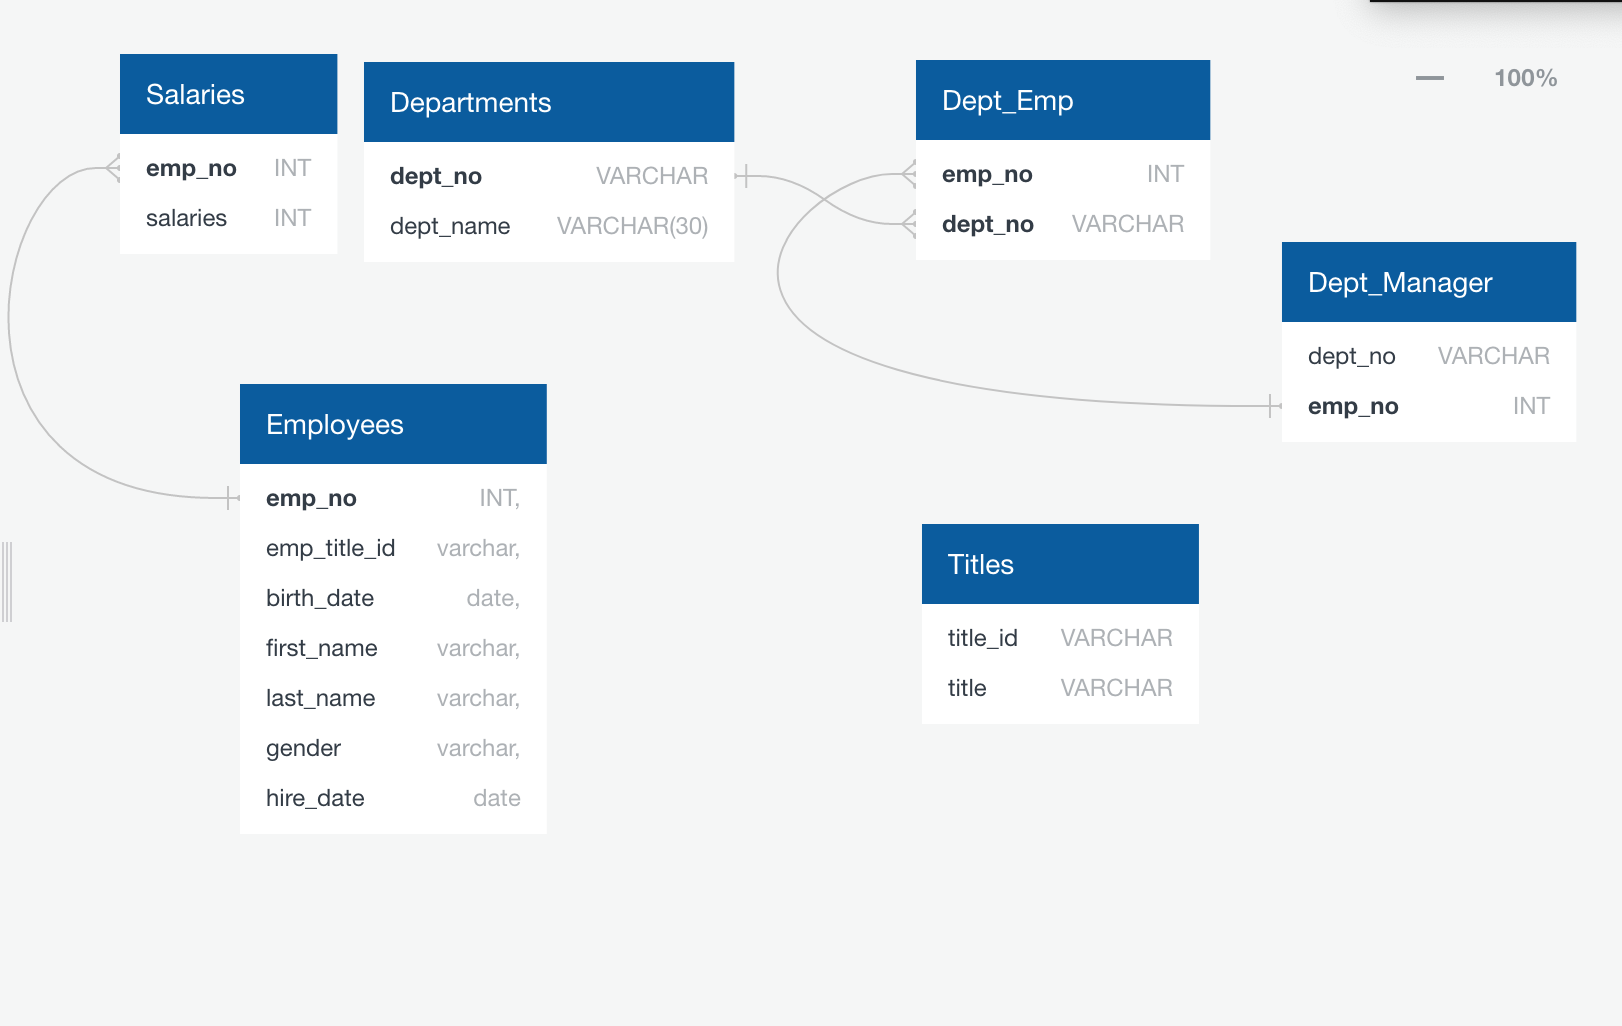 100%
Salaries
emp_no INT
salaries INT
Departments
dept_no VARCHAR
dept_name VARCHAR(30)
Dept_Emp
emp_no INT
dept_no VARCHAR
Dept_Manager
dept_no VARCHAR
emp_no INT
Employees
emp_no INT,
emp_title_id varchar,
birth_date date,
first_name varchar,
last_name varchar,
gender varchar,
hire_date date
Titles
title_id VARCHAR
title VARCHAR